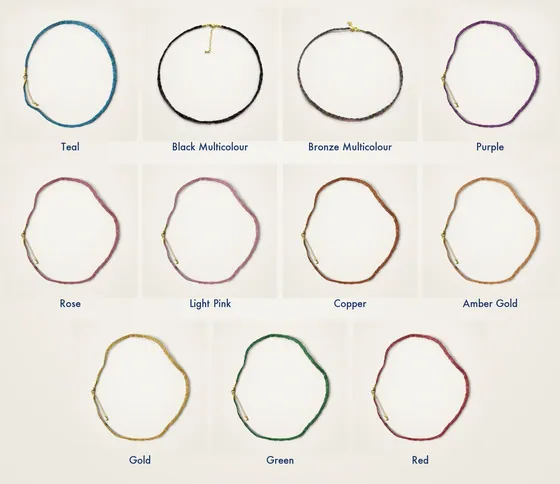 Teal
Black Multicolour
Bronze Multicolour
Purple
Rose
Light Pink
Copper
Amber Gold
Gold
Green
Red